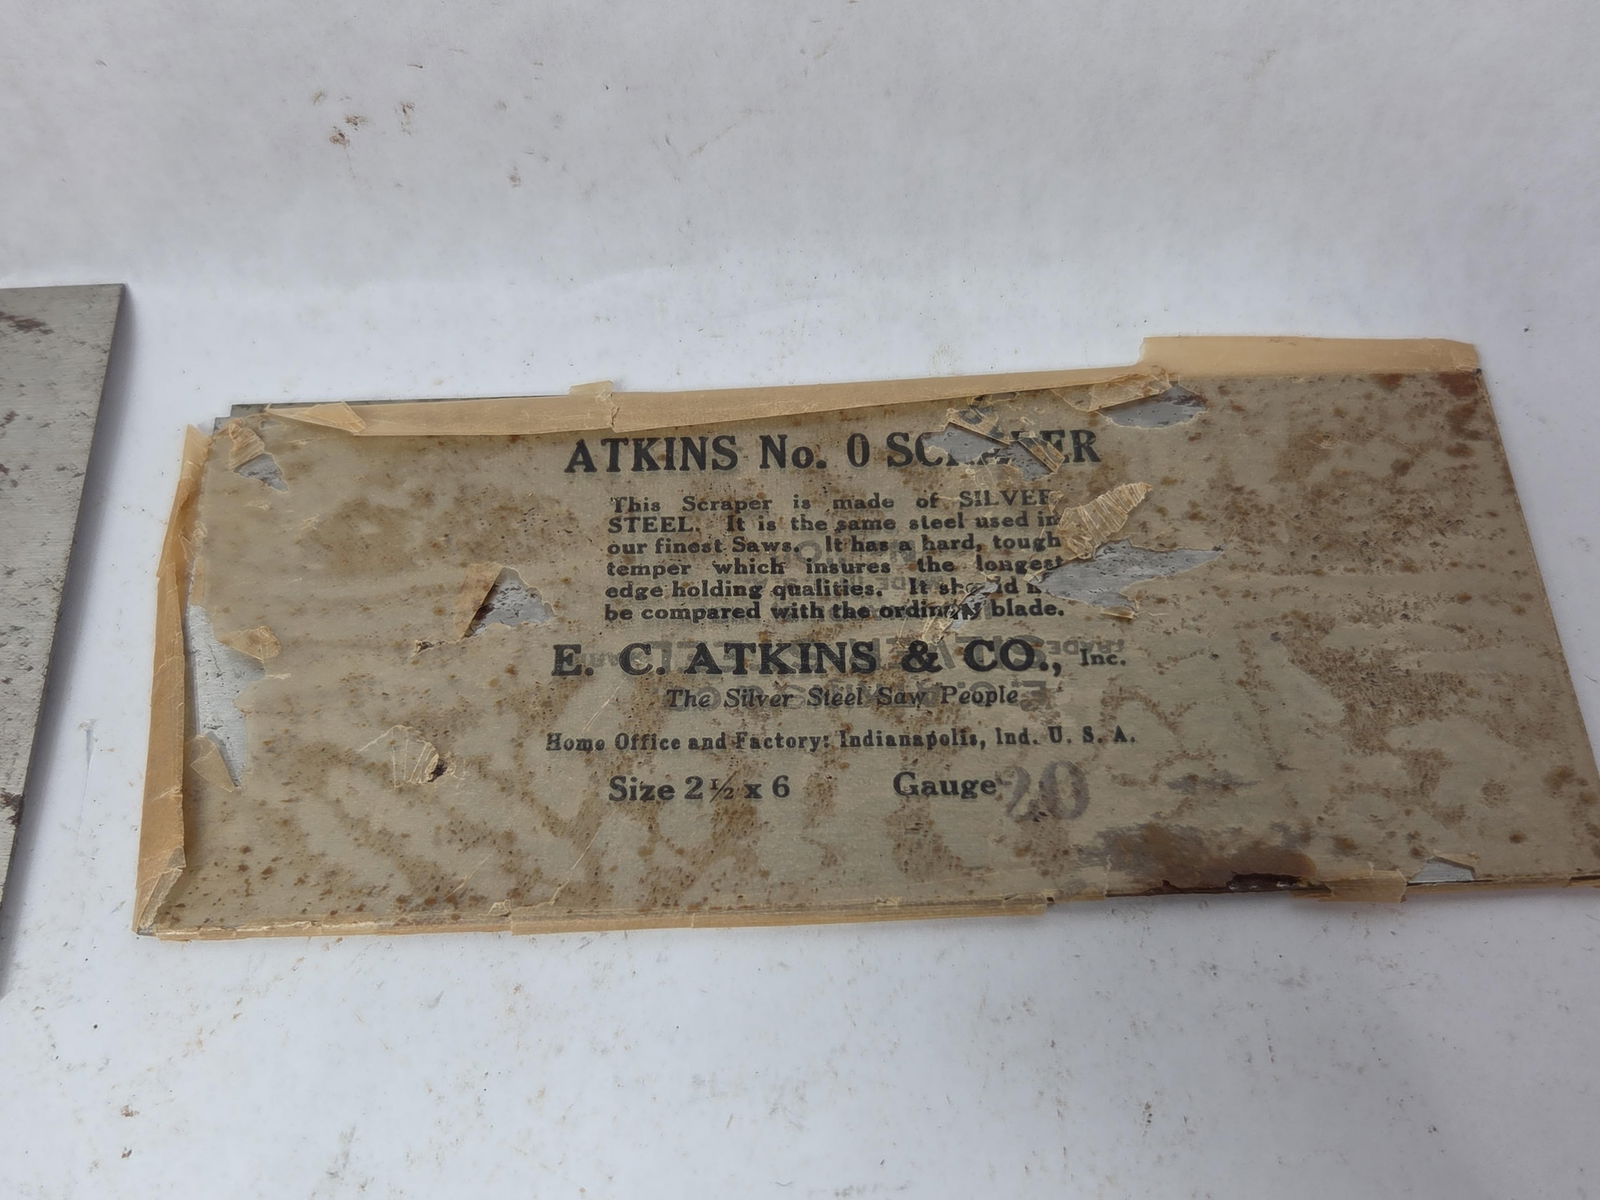 ATKINS No. 0 SCRAPER
This Scraper is made of SILVER
STEEL. It is the same steel used in
our finest Saws. It has a hard, tough
temper which insures the longest
edge holding qualities. It should
be compared with the ordinary blade.
E. C. ATKINS & CO., Inc.
The Silver Steel Saw People
Home Office and Factory: Indianapolis, Ind. U. S. A.
Size 2 1/2 x 6 Gauge 20